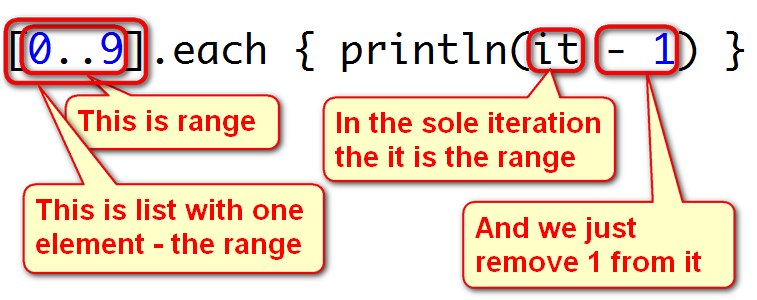 [0..9].each { println(it - 1) }
This is range
In the sole iteration
the it is the range
This is list with one
element - the range
And we just
remove 1 from it